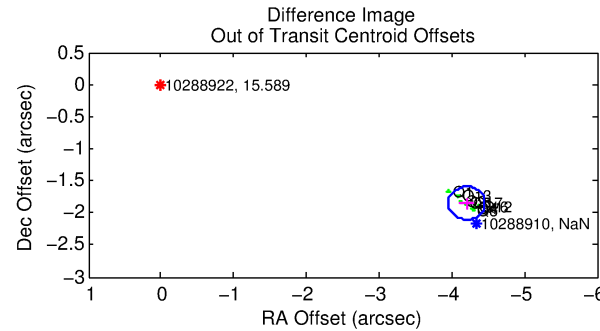 Difference Image
Out of Transit Centroid Offsets
0.5
0
−0.5
−1
−1.5
−2
−2.5
−3
Dec Offset (arcsec)
10288922, 15.589
10288910, NaN
1 0 −1 −2 −3 −4 −5 −6
RA Offset (arcsec)